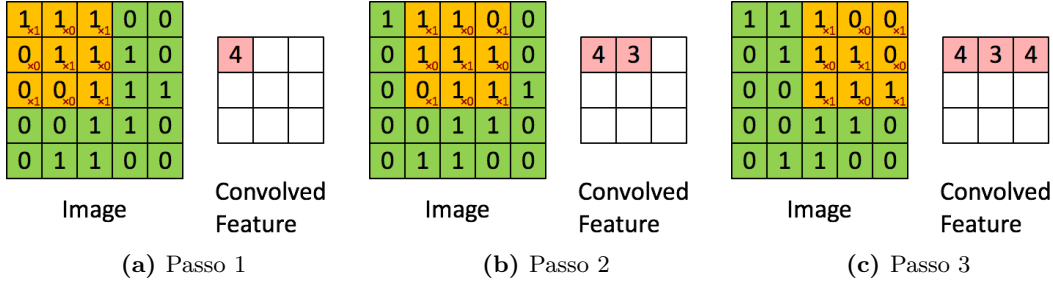 1×1 1×0 1×1 0 0
0×0 1×1 1×0 1 0
0×1 0×0 1×1 1 1
0 0 1 1 0
0 1 1 0 0
Image
4
Convolved
Feature
(a) Passo 1
1 1×1 1×0 0×1 0
0 1×0 1×1 1×0 0
0 0×1 1×0 1×1 1
0 0 1 1 0
0 1 1 0 0
Image
4 3
Convolved
Feature
(b) Passo 2
1 1 1×1 0×0 0×1
0 1 1×0 1×1 0×0
0 0 1×1 1×0 1×1
0 0 1 1 0
0 1 1 0 0
Image
4 3 4
Convolved
Feature
(c) Passo 3